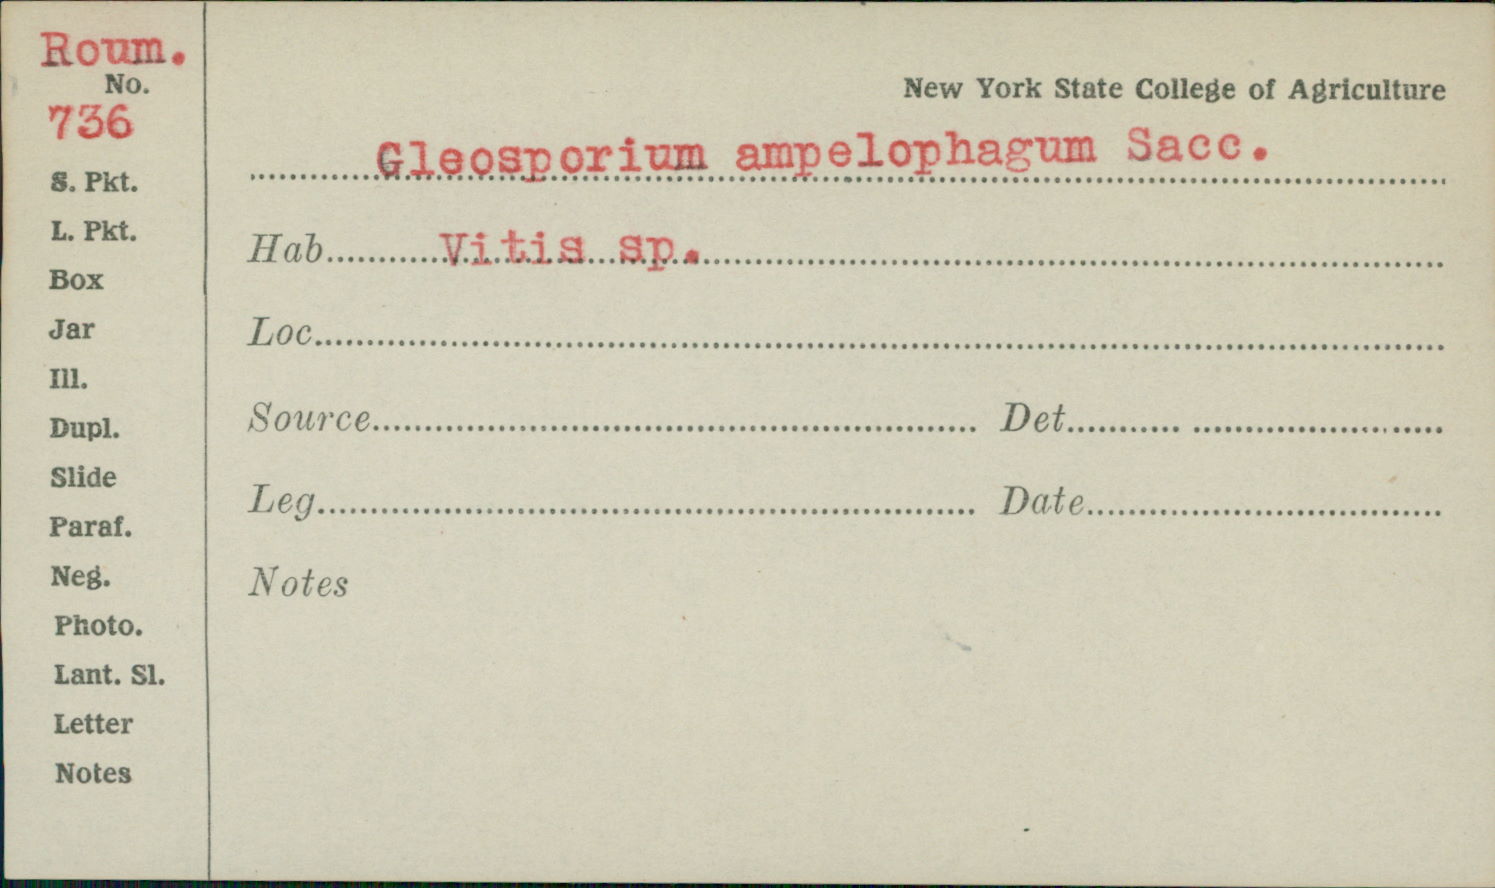 Roum.
No.
736
S. Pkt.
L. Pkt.
Box
Jar
Ill.
Dupl.
Slide
Paraf.
Neg.
Photo.
Lant. Sl.
Letter
Notes
New York State College of Agriculture
Gleosporium ampelophagum Sacc.
Hab. Vitis sp.
Loc.
Source Det.
Leg. Date
Notes